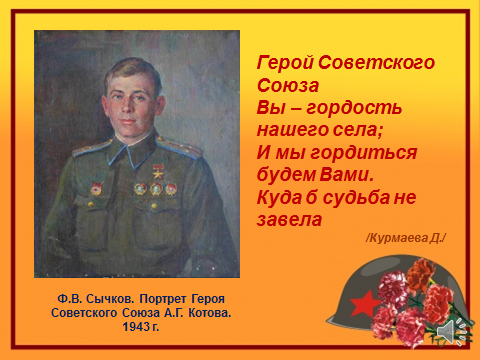 Герой Советского
Союза
Вы – гордость
нашего села;
И мы гордиться
будем Вами.
Куда б судьба не
завела
/Курмаева Д./
Ф.В. Сычков. Портрет Героя
Советского Союза А.Г. Котова.
1943 г.